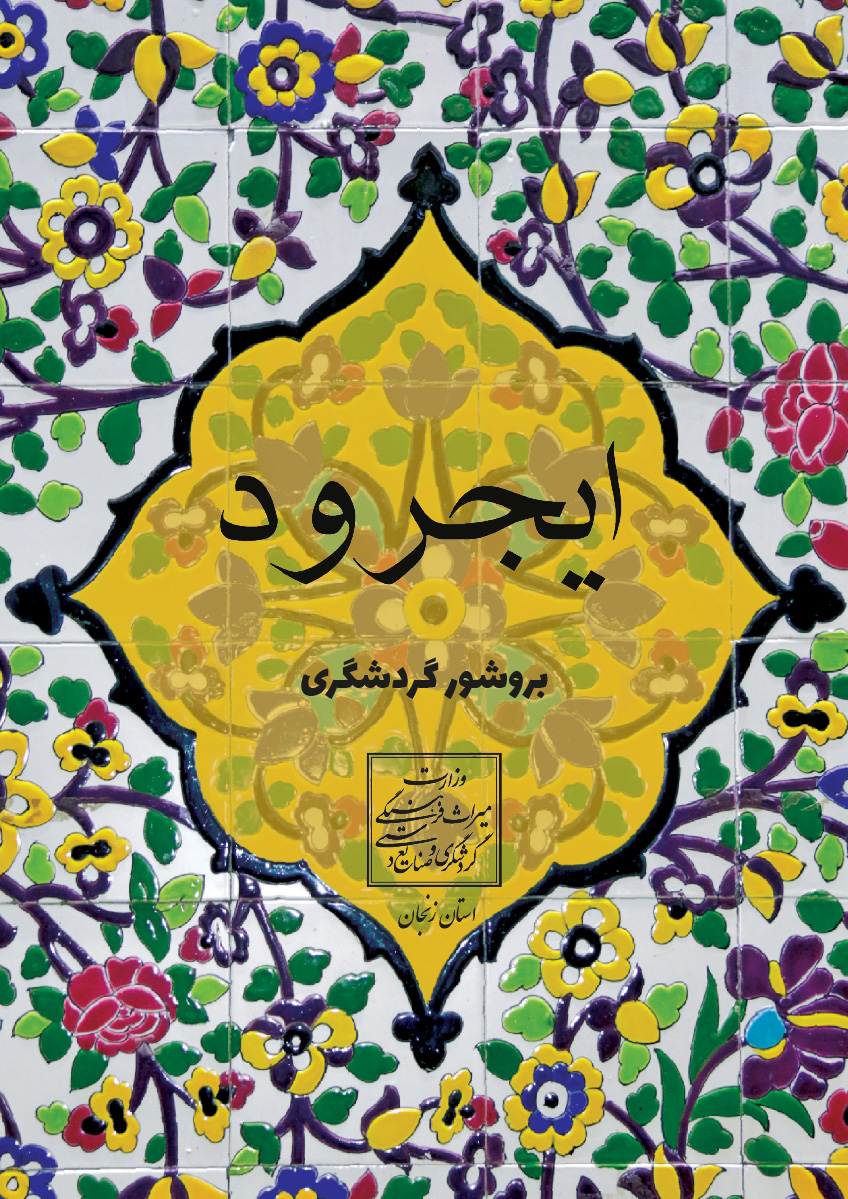 ایجرود
بروشور گردشگری
وزارت
میراث فرهنگی
گردشگری و صنایع دستی
استان زنجان